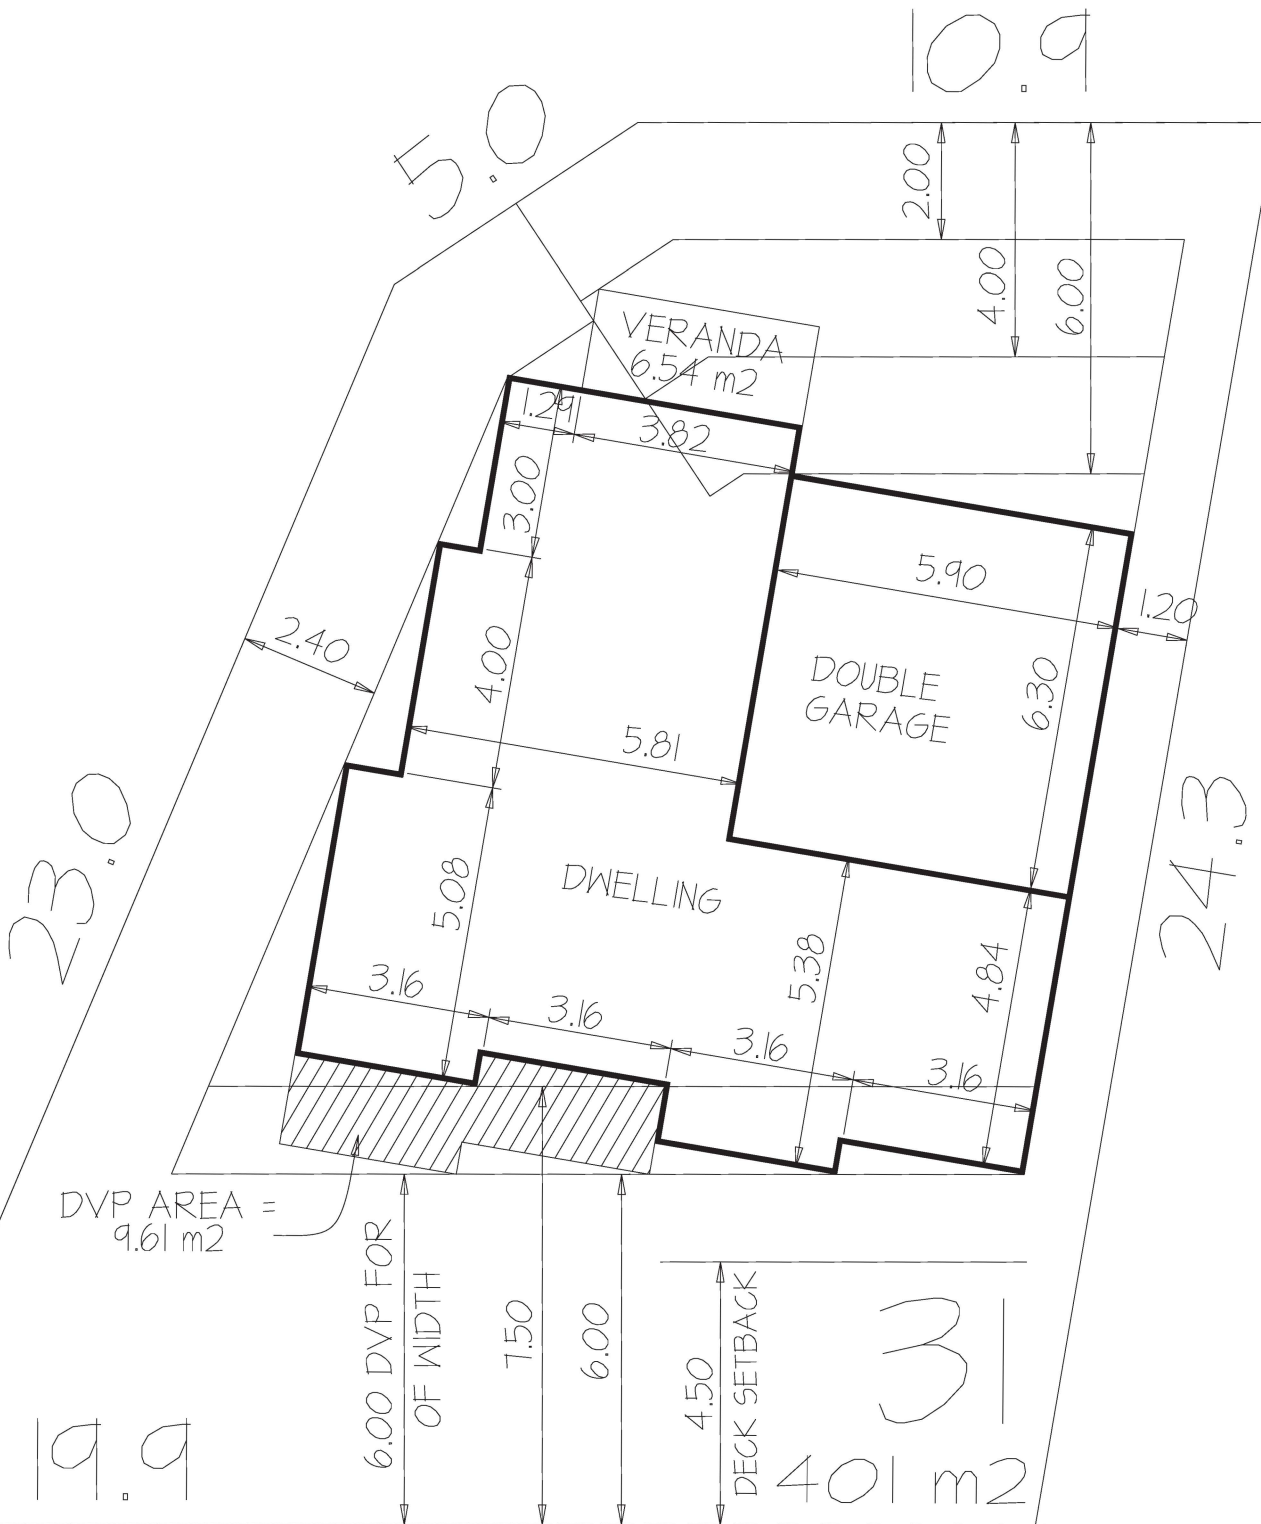 10.9
5.0
2.00
4.00
6.00
VERANDA
6.54 m2
1.29
3.82
3.00
5.90
1.20
2.40
4.00
DOUBLE
GARAGE
6.30
5.81
23.0
24.3
DWELLING
5.08
5.38
4.84
3.16
3.16
3.16
3.16
DVP AREA =
9.61 m2
6.00 DVP FOR
OF WIDTH
7.50
6.00
4.50
DECK SETBACK
31
401 m2
19.9